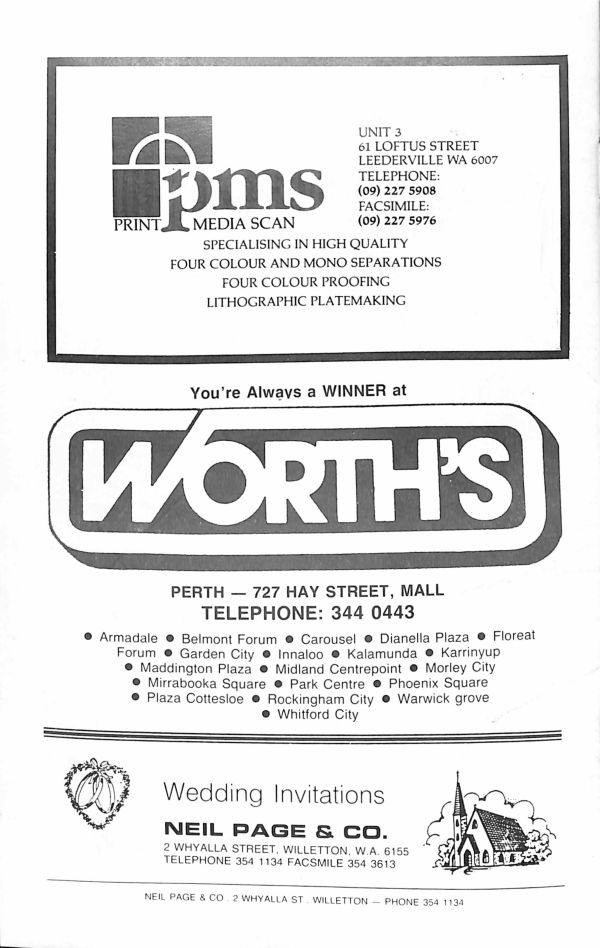 pms
PRINT MEDIA SCAN
UNIT 3
61 LOFTUS STREET
LEEDERVILLE WA 6007
TELEPHONE:
(09) 227 5908
FACSIMILE:
(09) 227 5976
SPECIALISING IN HIGH QUALITY
FOUR COLOUR AND MONO SEPARATIONS
FOUR COLOUR PROOFING
LITHOGRAPHIC PLATEMAKING
You're Always a WINNER at
WORTH'S
PERTH — 727 HAY STREET, MALL
TELEPHONE: 344 0443
● Armadale ● Belmont Forum ● Carousel ● Dianella Plaza ● Floreat
Forum ● Garden City ● Innaloo ● Kalamunda ● Karrinyup
● Maddington Plaza ● Midland Centrepoint ● Morley City
● Mirrabooka Square ● Park Centre ● Phoenix Square
● Plaza Cottesloe ● Rockingham City ● Warwick grove
● Whitford City
Wedding Invitations
NEIL PAGE & CO.
2 WHYALLA STREET, WILLETTON, W.A. 6155
TELEPHONE 354 1134 FACSMILE 354 3613
NEIL PAGE & CO . 2 WHYALLA ST . WILLETTON — PHONE 354 1134